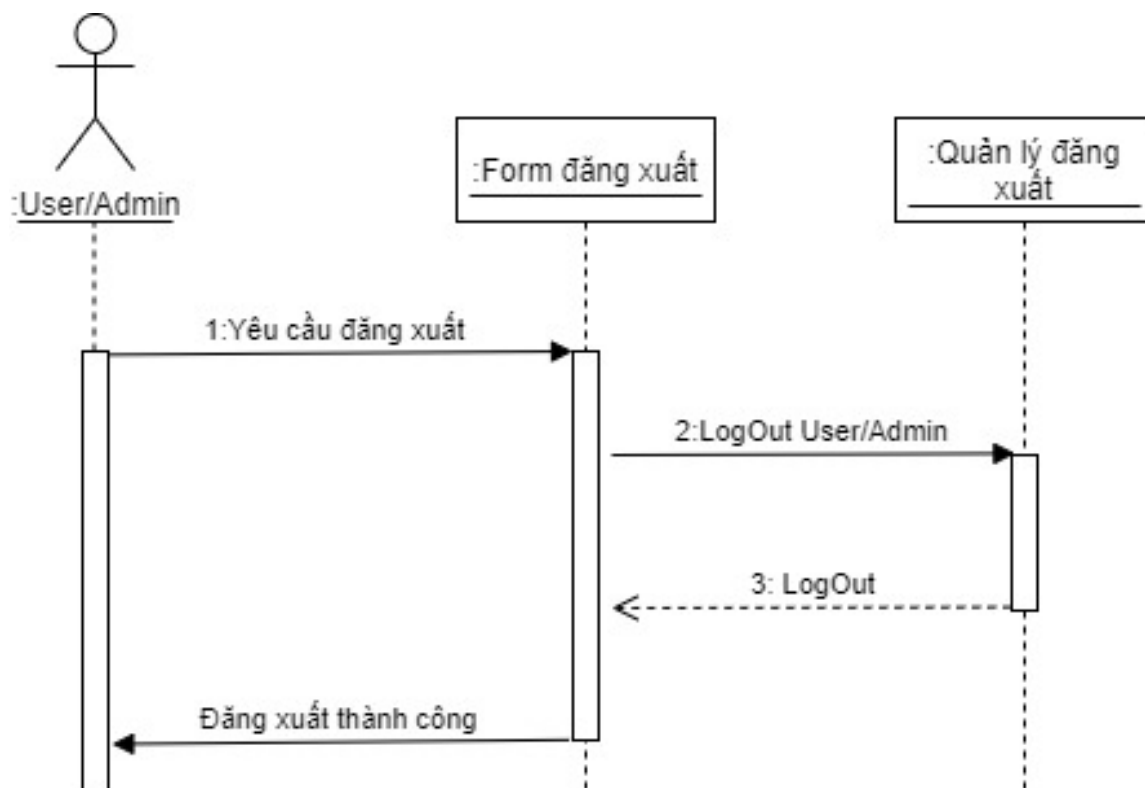 :User/Admin
:Form đăng xuất
:Quản lý đăng
xuất
1:Yêu cầu đăng xuất
2:LogOut User/Admin
3: LogOut
Đăng xuất thành công